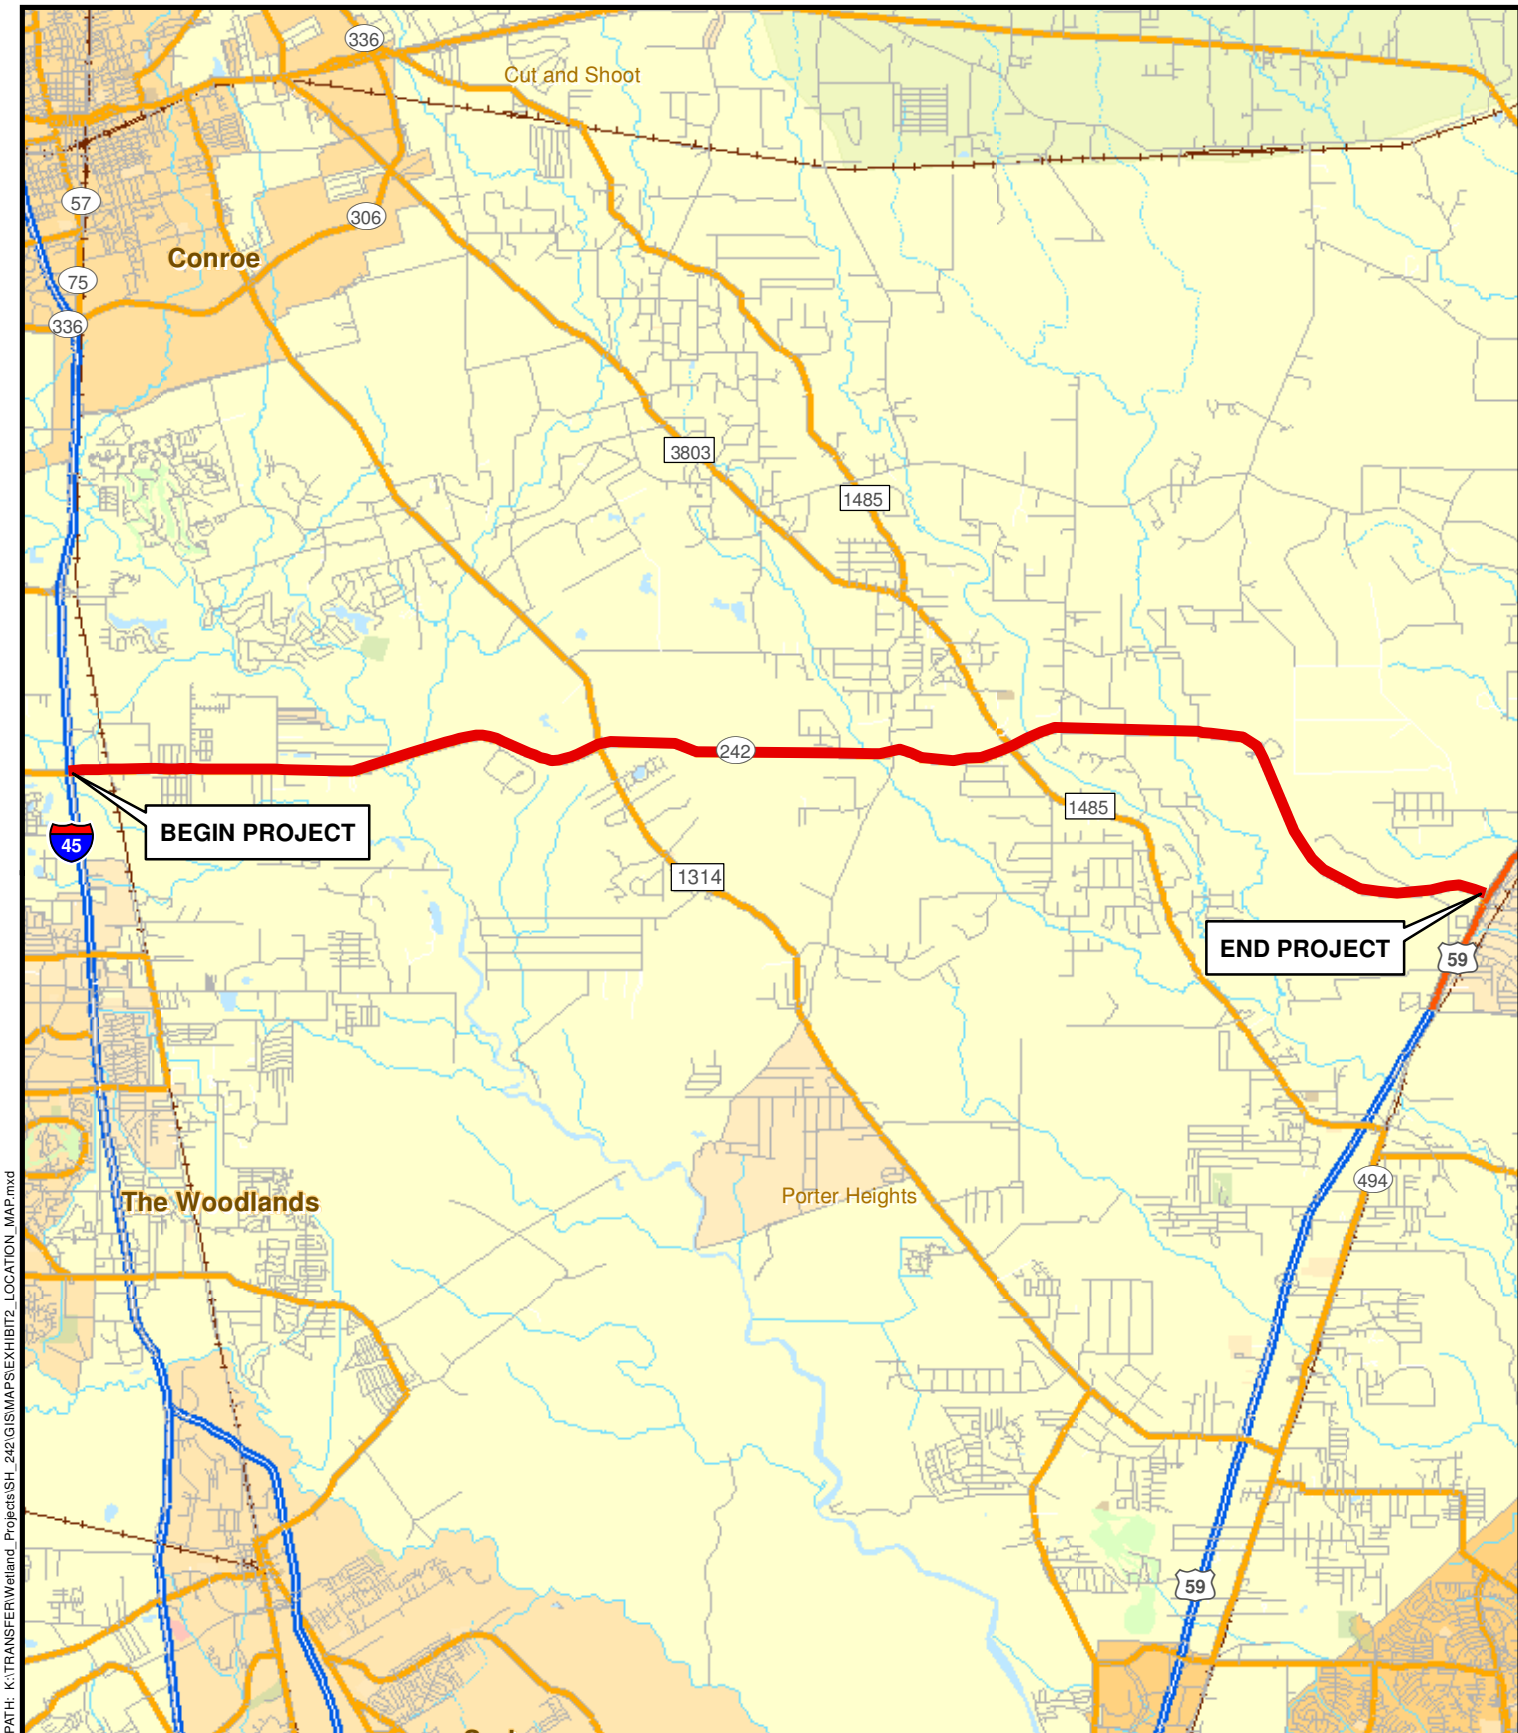 336
Cut and Shoot
57
306
Conroe
75
336
3803
1485
242
1485
BEGIN PROJECT
45
1314
END PROJECT
59
494
The Woodlands
Porter Heights
59
PATH: K:\TRANSFER\Wetland_Projects\SH_242\GIS\MAPS\EXHIBIT2_LOCATION_MAP.mxd